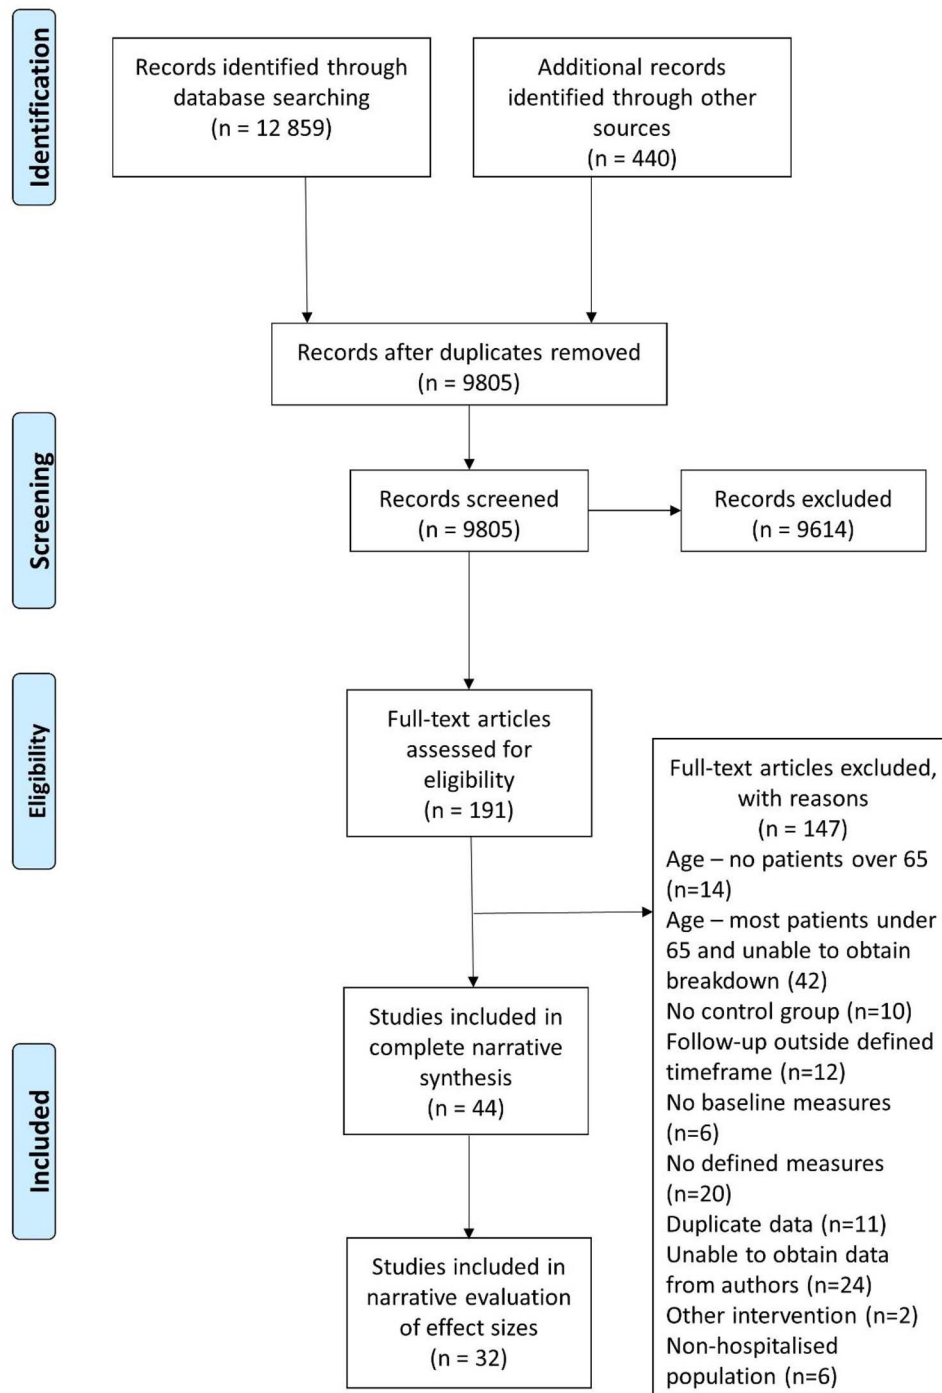 Identification
Records identified through
database searching
(n = 12 859)
Additional records
identified through other
sources
(n = 440)
Records after duplicates removed
(n = 9805)
Screening
Records screened
(n = 9805)
Records excluded
(n = 9614)
Eligibility
Full-text articles
assessed for
eligibility
(n = 191)
Full-text articles excluded,
with reasons
(n = 147)
Age – no patients over 65
(n=14)
Age – most patients under
65 and unable to obtain
breakdown (42)
No control group (n=10)
Follow-up outside defined
timeframe (n=12)
No baseline measures
(n=6)
No defined measures
(n=20)
Duplicate data (n=11)
Unable to obtain data
from authors (n=24)
Other intervention (n=2)
Non-hospitalised
population (n=6)
Included
Studies included in
complete narrative
synthesis
(n = 44)
Studies included in
narrative evaluation
of effect sizes
(n = 32)